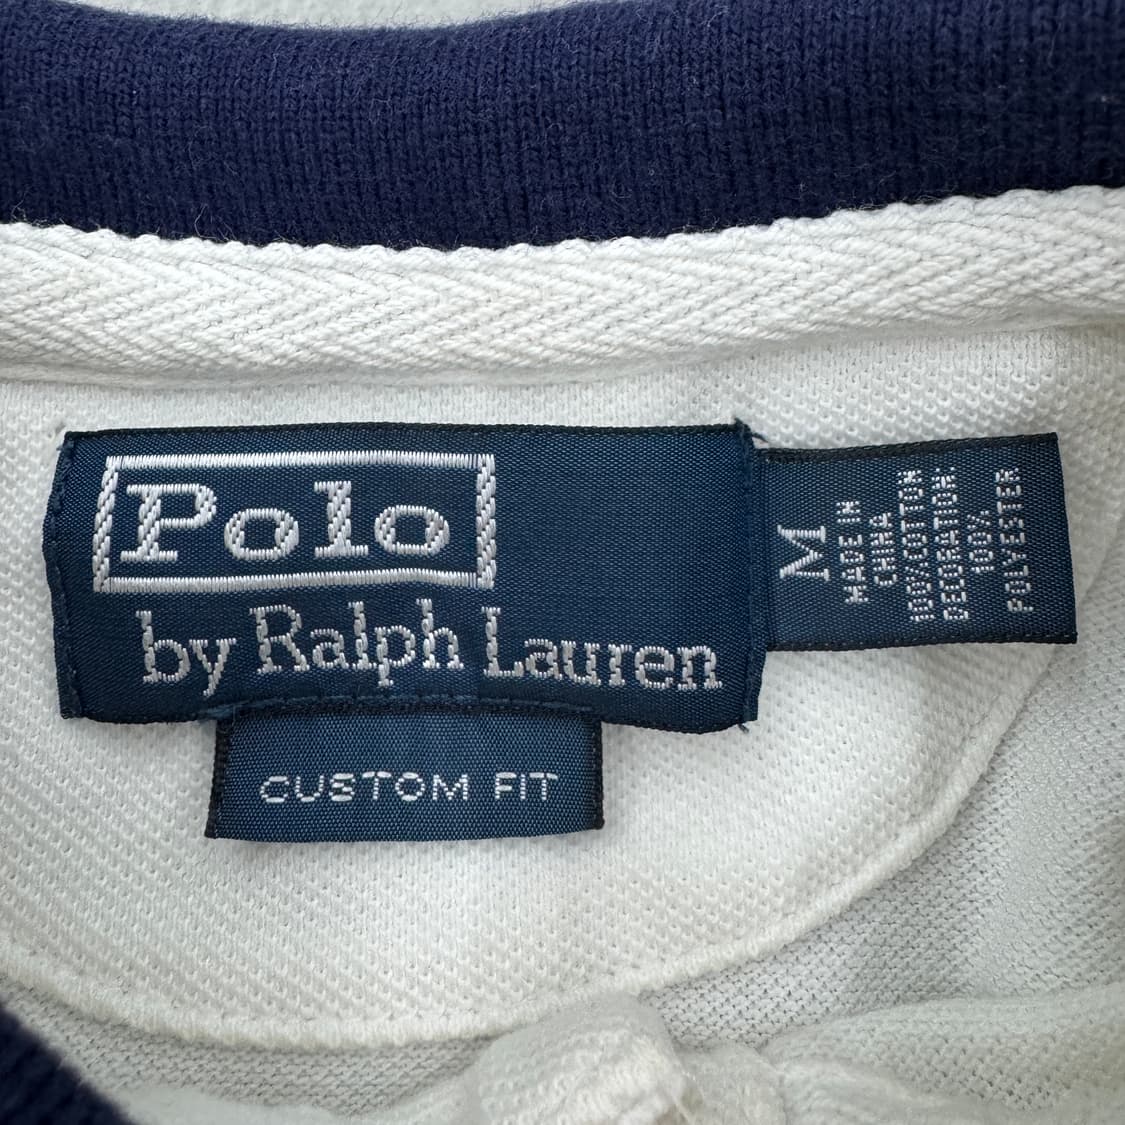 Polo
by Ralph Lauren
CUSTOM FIT
M
MADE IN
CHINA
100%COTTON
DECORATION:
100%
POLYESTER